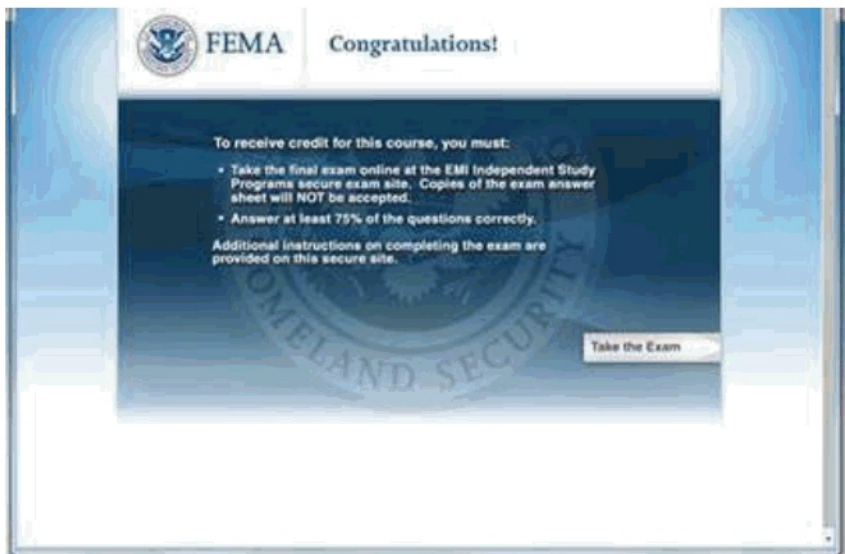 FEMA
Congratulations!
To receive credit for this course, you must:
• Take the final exam online at the EMI Independent Study
Programs secure exam site. Copies of the exam answer
sheet will NOT be accepted.
• Answer at least 75% of the questions correctly.
Additional instructions on completing the exam are
provided on this secure site.
OMELAND SECURITY
Take the Exam